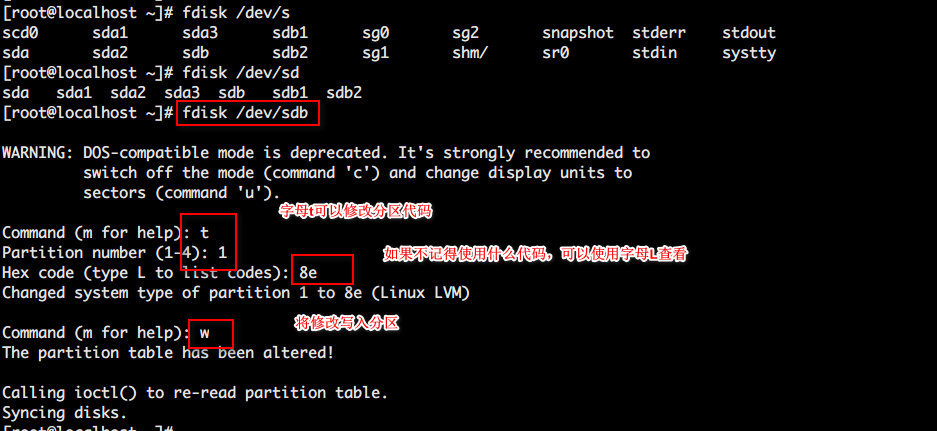 [root@localhost ~]# fdisk /dev/s
scd0 sda1 sda3 sdb1 sg0 sg2 snapshot stderr stdout
sda sda2 sdb sdb2 sg1 shm/ sr0 stdin systty
[root@localhost ~]# fdisk /dev/sd
sda sda1 sda2 sda3 sdb sdb1 sdb2
[root@localhost ~]# fdisk /dev/sdb
WARNING: DOS-compatible mode is deprecated. It's strongly recommended to
switch off the mode (command 'c') and change display units to
sectors (command 'u').
字母t可以修改分区代码
Command (m for help): t
Partition number (1-4): 1
如果不记得使用什么代码，可以使用字母L查看
Hex code (type L to list codes): 8e
Changed system type of partition 1 to 8e (Linux LVM)
将修改写入分区
Command (m for help): w
The partition table has been altered!
Calling ioctl() to re-read partition table.
Syncing disks.
[root@localhost ~]#